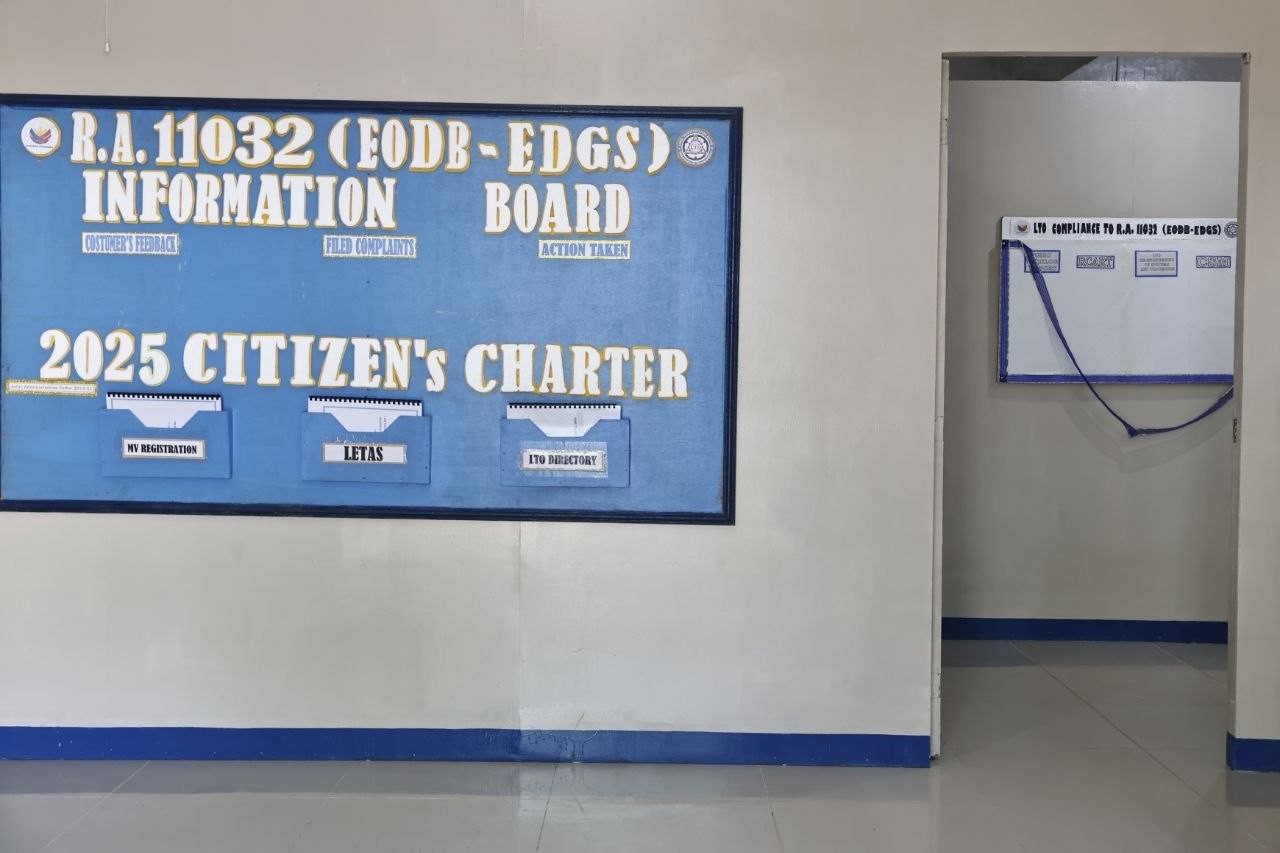 R.A. 11032 (EODB-EDGS)
INFORMATION BOARD
COSTUMER'S FEEDBACK
FILED COMPLAINTS
ACTION TAKEN
2025 CITIZEN's CHARTER
MV REGISTRATION
LETAS
LTO DIRECTORY
LTO COMPLIANCE TO R.A. 11032 (EODB-EDGS)